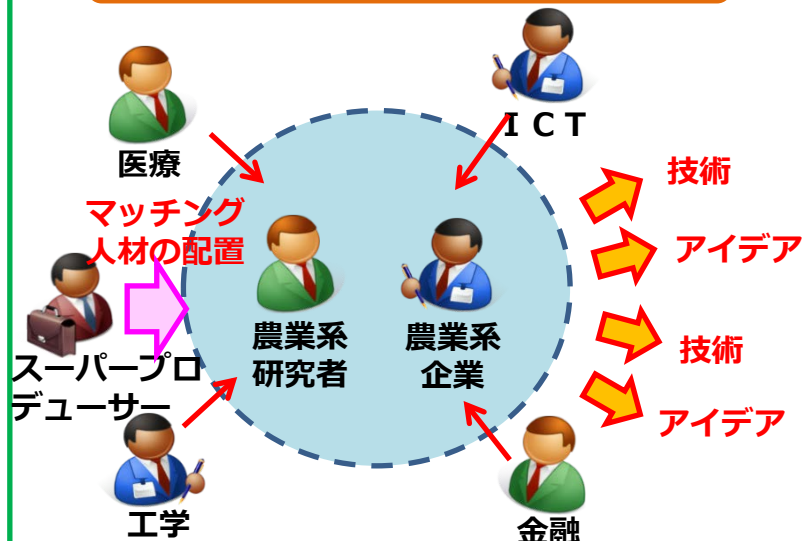 医療
ＩＣＴ
マッチング
人材の配置
スーパープロ
デューサー
農業系
研究者
農業系
企業
工学
金融
技術
アイデア
技術
アイデア